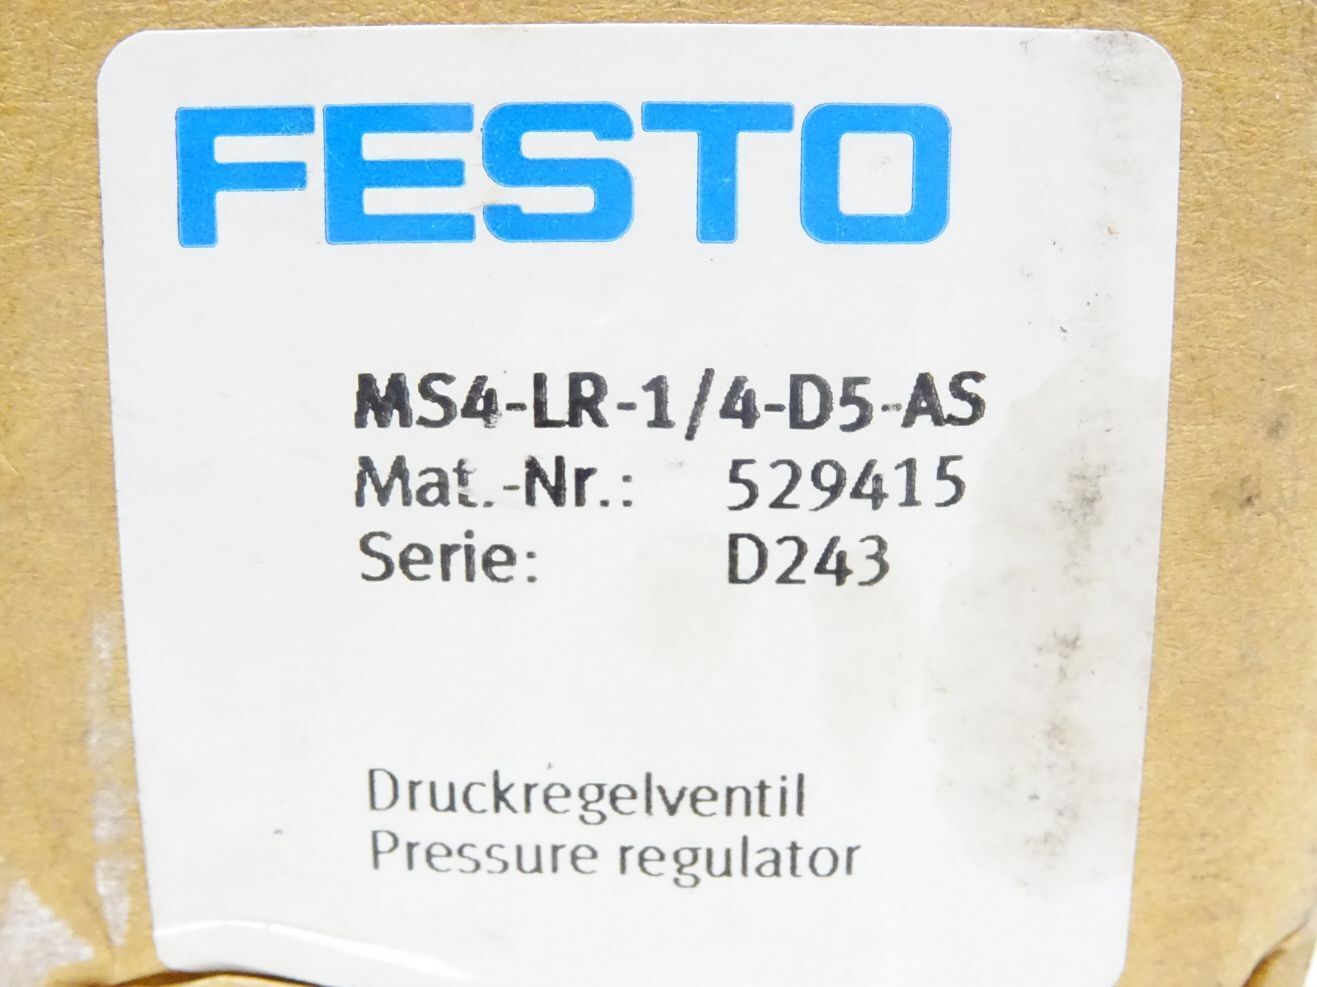 FESTO
MS4-LR-1/4-D5-AS
Mat.-Nr.: 529415
Serie: D243
Druckregelventil
Pressure regulator